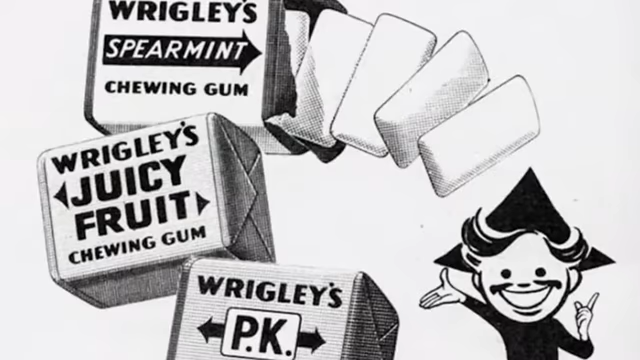 WRIGLEY'S
SPEARMINT
CHEWING GUM
WRIGLEY'S
JUICY
FRUIT
CHEWING GUM
WRIGLEY'S
P.K.